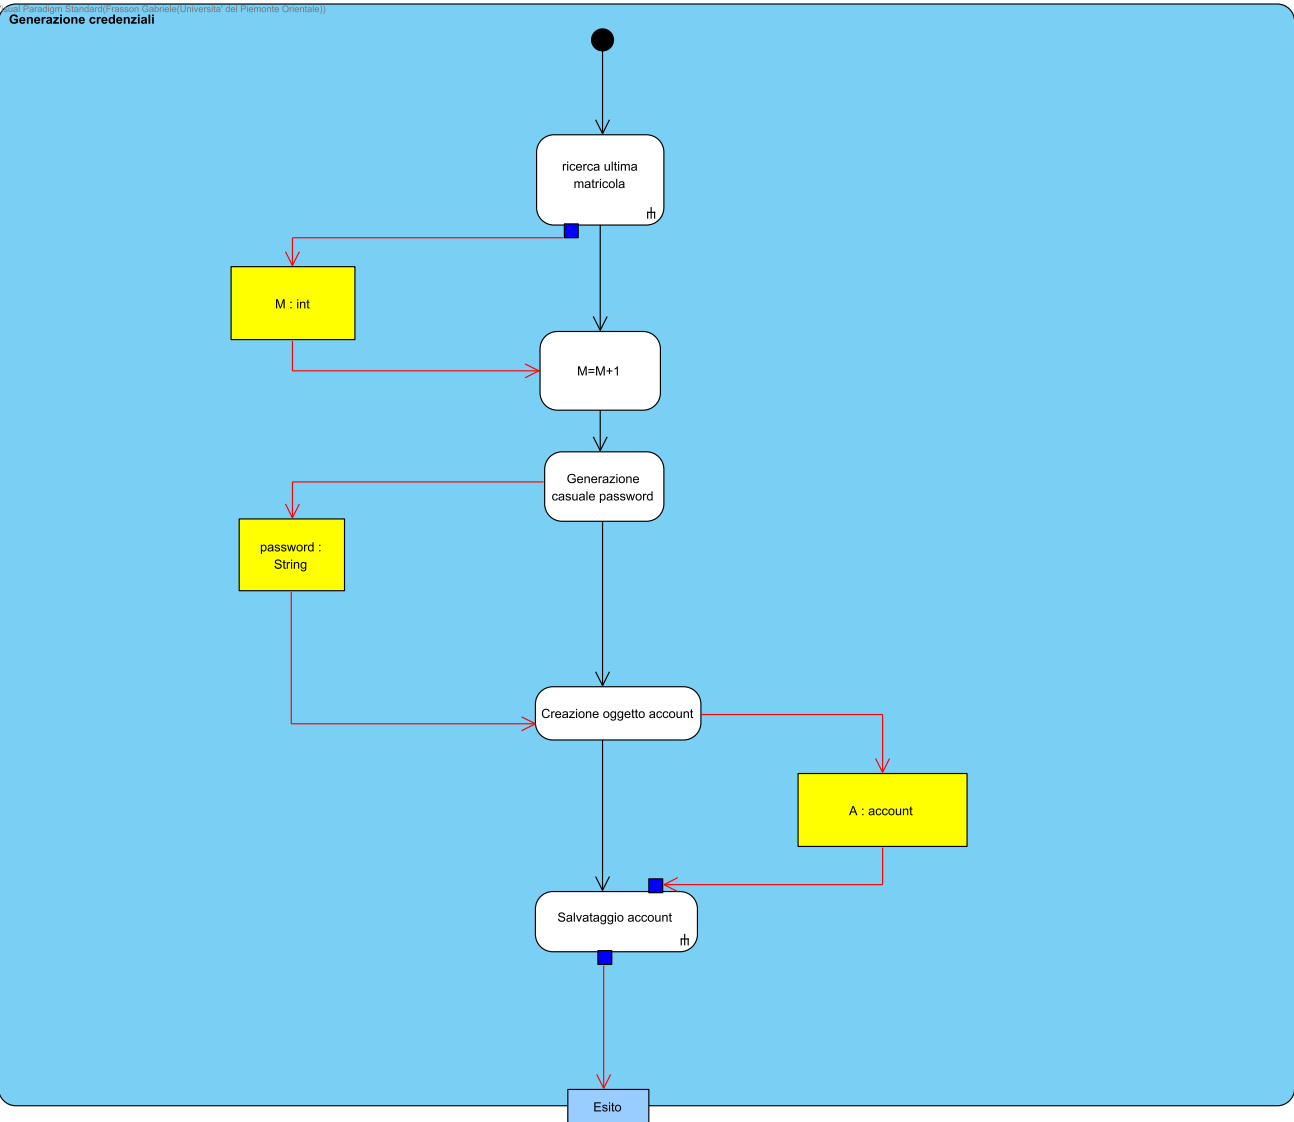 sual Paradigm Standard(Frasson Gabriele(Universita' del Piemonte Orientale))
Generazione credenziali
ricerca ultima
matricola
M : int
M=M+1
Generazione
casuale password
password :
String
Creazione oggetto account
A : account
Salvataggio account
Esito